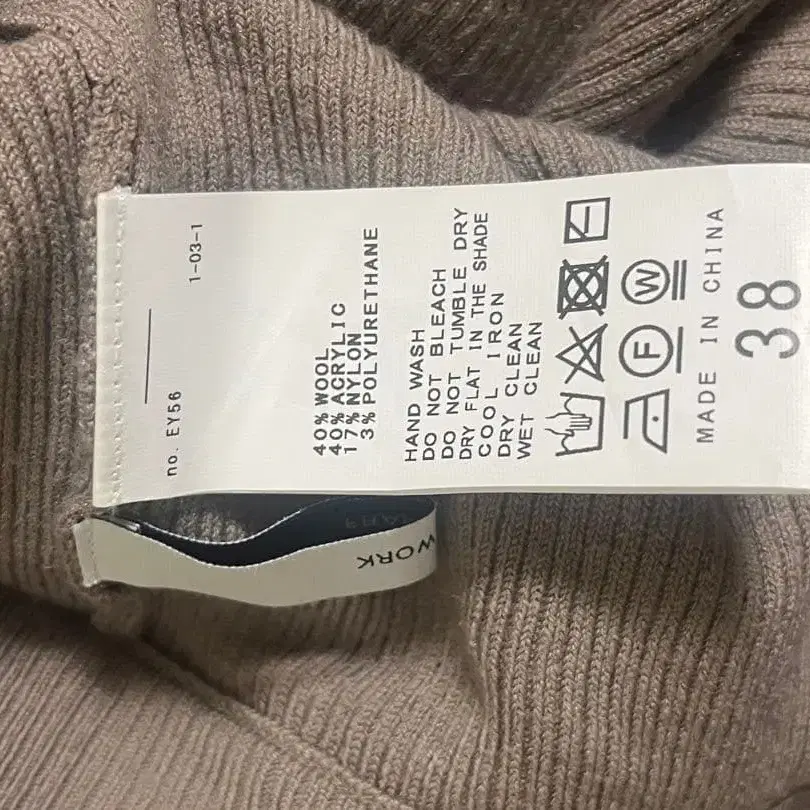 no. EY56
1-03-1
40% WOOL
40% ACRYLIC
17% NYLON
3% POLYURETHANE
HAND WASH
DO NOT BLEACH
DO NOT TUMBLE DRY
DRY FLAT IN THE SHADE
COOL IRON
DRY CLEAN
WET CLEAN
F
W
MADE IN CHINA
38
WORK